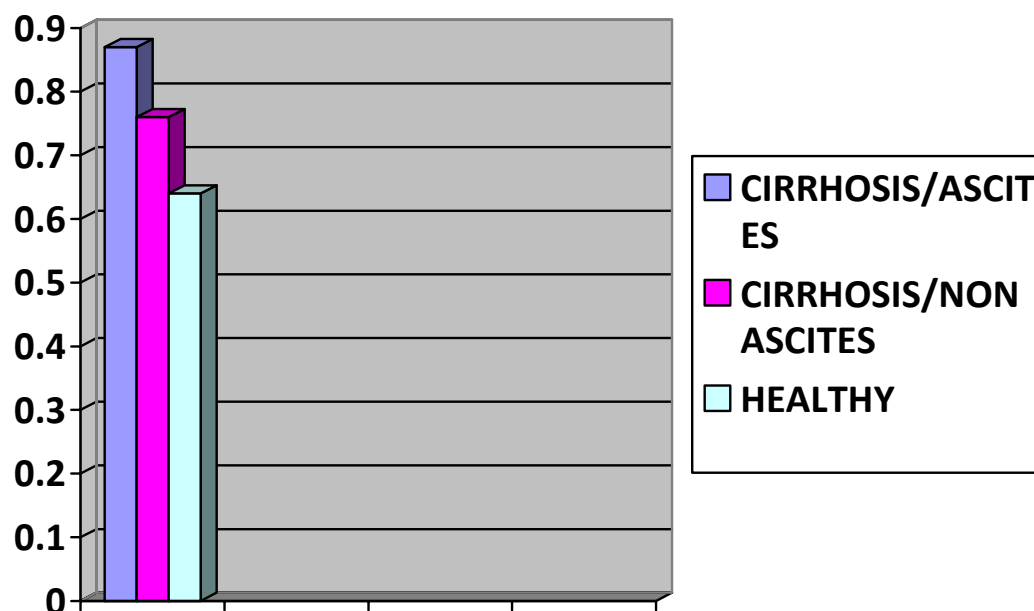 0.9
0.8
0.7
0.6
0.5
0.4
0.3
0.2
0.1
0
CIRRHOSIS/ASCIT
ES
CIRRHOSIS/NON
ASCITES
HEALTHY